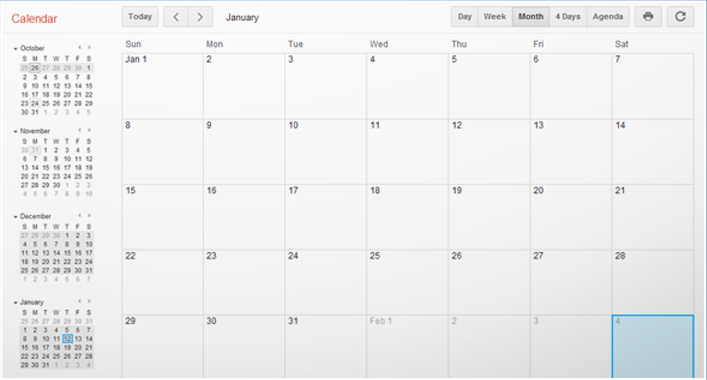 Calendar
Today
January
Day Week Month 4 Days Agenda
October
S M T W T F S
25 26 27 28 29 30 1
2 3 4 5 6 7 8
9 10 11 12 13 14 15
16 17 18 19 20 21 22
23 24 25 26 27 28 29
30 31 1 2 3 4 5
November
S M T W T F S
30 31 1 2 3 4 5
6 7 8 9 10 11 12
13 14 15 16 17 18 19
20 21 22 23 24 25 26
27 28 29 30 1 2 3
4 5 6 7 8 9 10
December
S M T W T F S
27 28 29 30 1 2 3
4 5 6 7 8 9 10
11 12 13 14 15 16 17
18 19 20 21 22 23 24
25 26 27 28 29 30 31
1 2 3 4 5 6 7
January
S M T W T F S
25 26 27 28 29 30 31
1 2 3 4 5 6 7
8 9 10 11 12 13 14
15 16 17 18 19 20 21
22 23 24 25 26 27 28
29 30 31 1 2 3 4
Sun Mon Tue Wed Thu Fri Sat
Jan 1 2 3 4 5 6 7
8 9 10 11 12 13 14
15 16 17 18 19 20 21
22 23 24 25 26 27 28
29 30 31 Feb 1 2 3 4